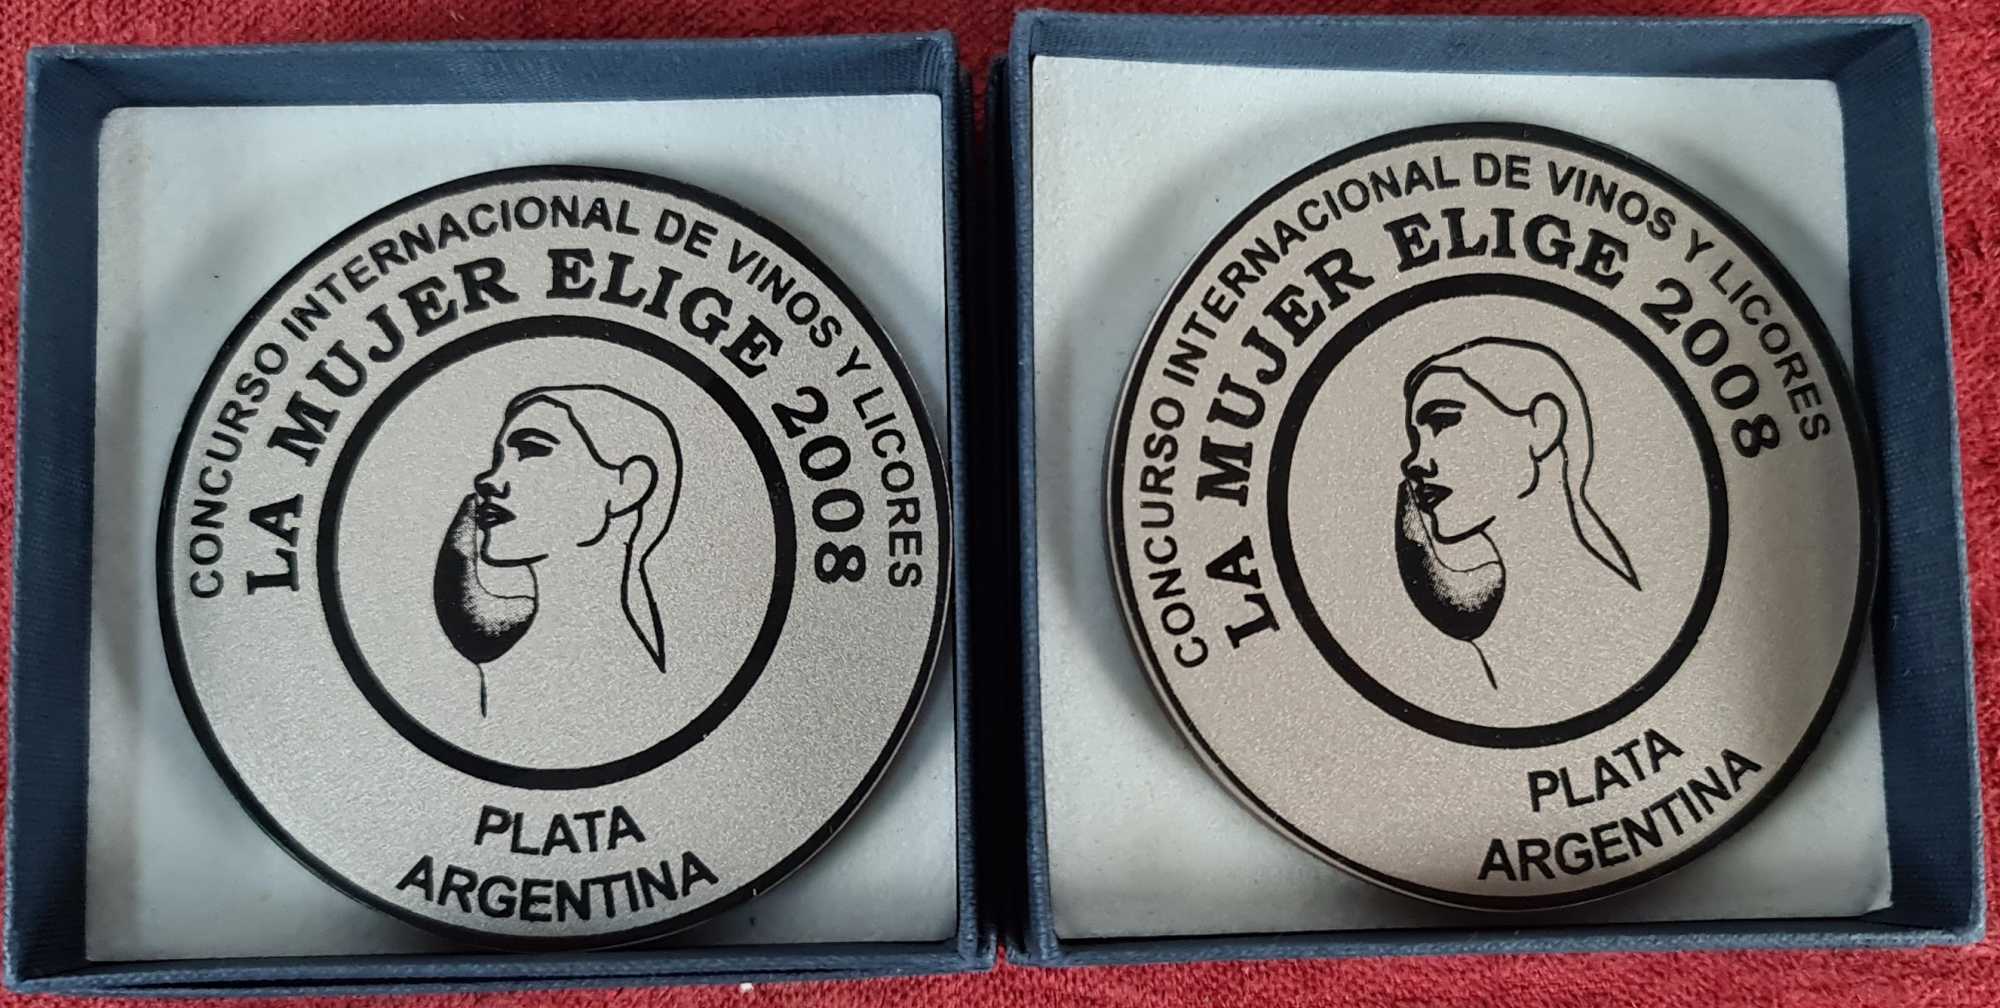 CONCURSO INTERNACIONAL DE VINOS Y LICORES
LA MUJER ELIGE 2008
PLATA
ARGENTINA
CONCURSO INTERNACIONAL DE VINOS Y LICORES
LA MUJER ELIGE 2008
PLATA
ARGENTINA